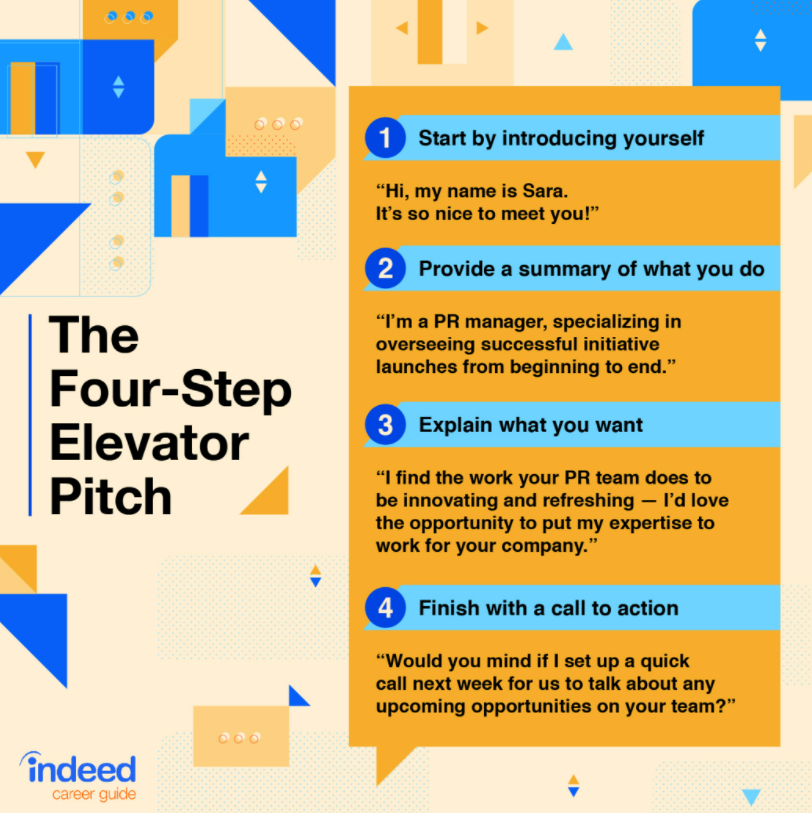 The
Four-Step
Elevator
Pitch
1 Start by introducing yourself
“Hi, my name is Sara.
It’s so nice to meet you!”
2 Provide a summary of what you do
“I’m a PR manager, specializing in
overseeing successful initiative
launches from beginning to end.”
3 Explain what you want
“I find the work your PR team does to
be innovating and refreshing — I’d love
the opportunity to put my expertise to
work for your company.”
4 Finish with a call to action
“Would you mind if I set up a quick
call next week for us to talk about any
upcoming opportunities on your team?”
indeed
career guide